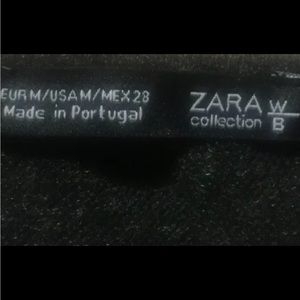 EUR M/USA M/MEX 28
Made in Portugal
ZARA W/B
collection